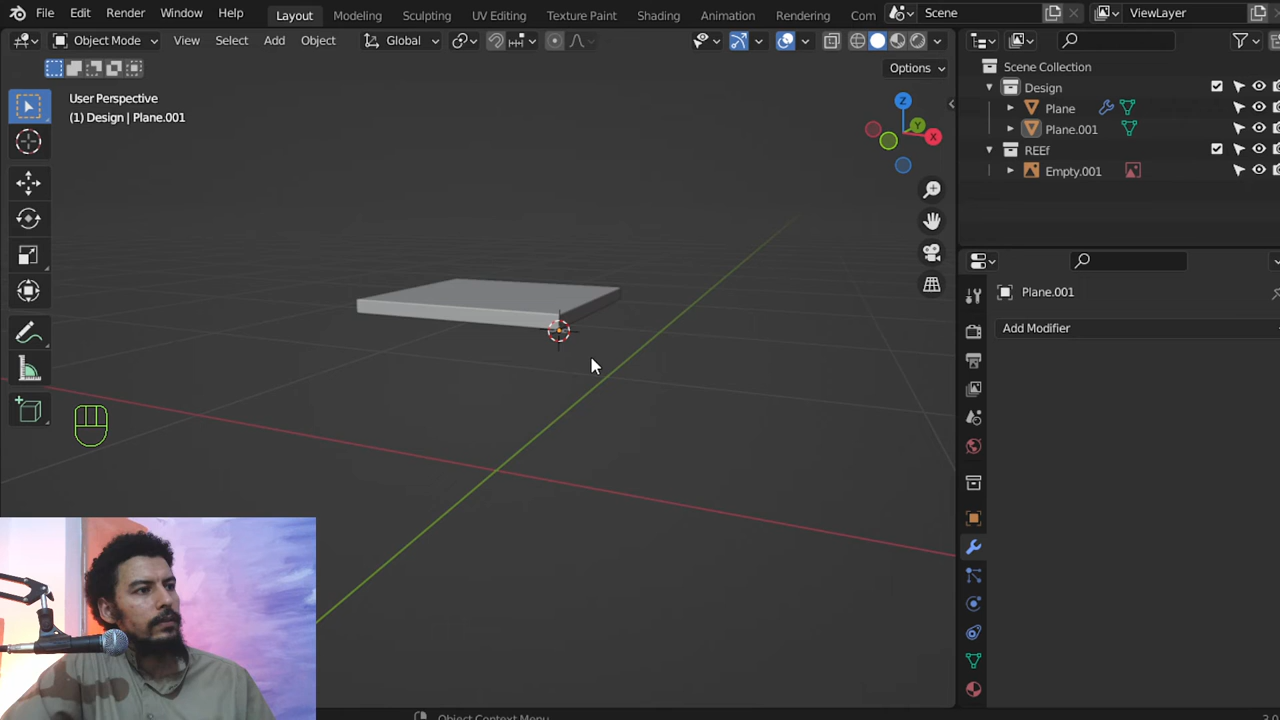 File Edit Render Window Help Layout Modeling Sculpting UV Editing Texture Paint Shading Animation Rendering Com Scene ViewLayer
Object Mode View Select Add Object Global
Options
User Perspective
(1) Design | Plane.001
Z
Y
X
Scene Collection
Design
Plane
Plane.001
REEf
Empty.001
Plane.001
Add Modifier
Object Context Menu